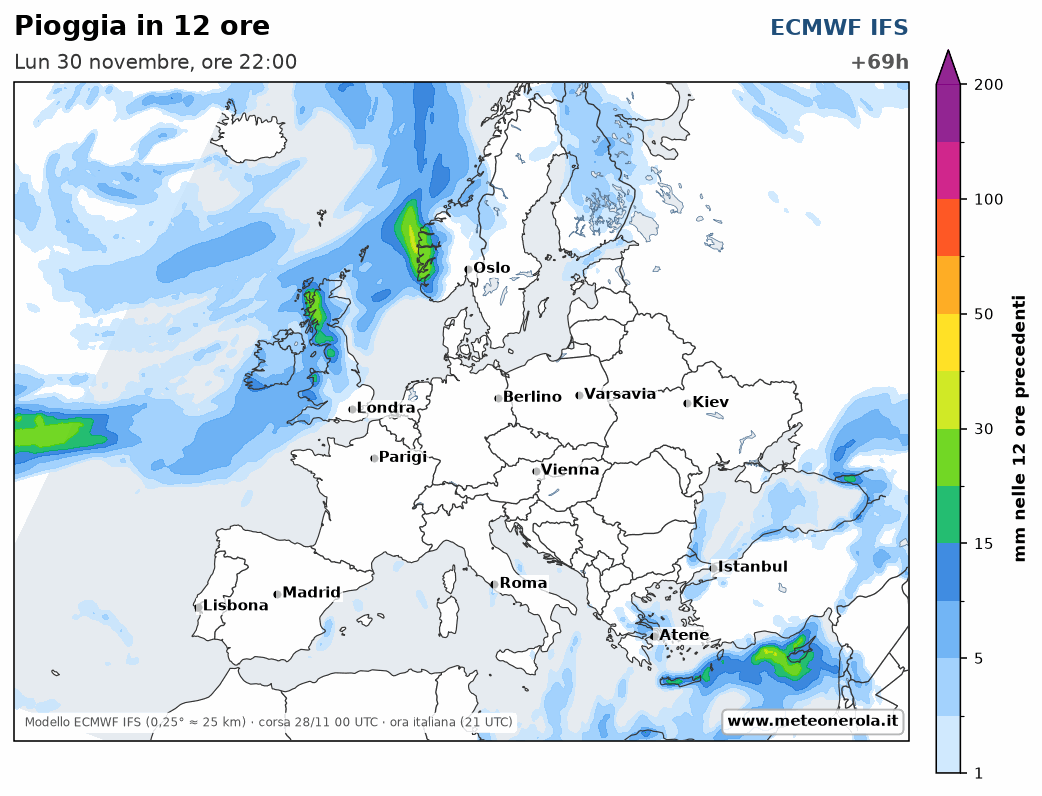 Pioggia in 12 ore
ECMWF IFS
Lun 30 novembre, ore 22:00
+69h
200
100
50
30
15
5
1
mm nelle 12 ore precedenti
Oslo
Berlino
Varsavia
Kiev
Londra
Parigi
Vienna
Istanbul
Roma
Madrid
Lisbona
Atene
Modello ECMWF IFS (0,25° ≈ 25 km) · corsa 28/11 00 UTC · ora italiana (21 UTC)
www.meteonerola.it